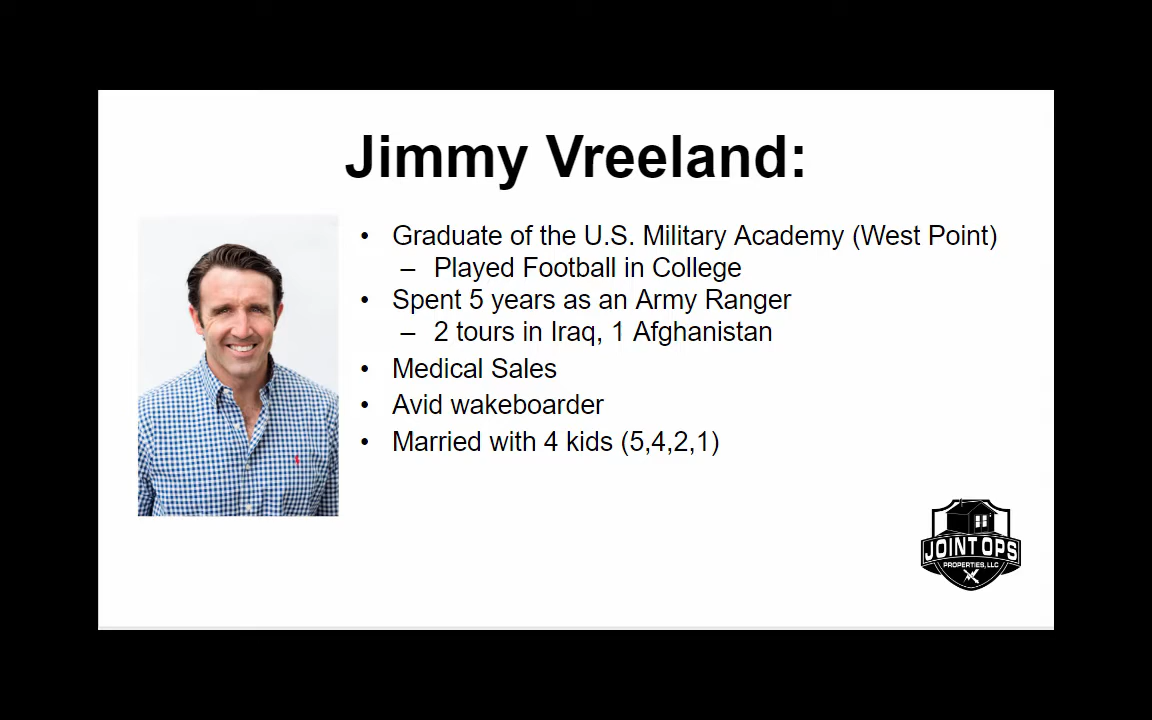 Jimmy Vreeland:
• Graduate of the U.S. Military Academy (West Point)
– Played Football in College
• Spent 5 years as an Army Ranger
– 2 tours in Iraq, 1 Afghanistan
• Medical Sales
• Avid wakeboarder
• Married with 4 kids (5,4,2,1)
JOINT OPS
PROPERTIES, LLC